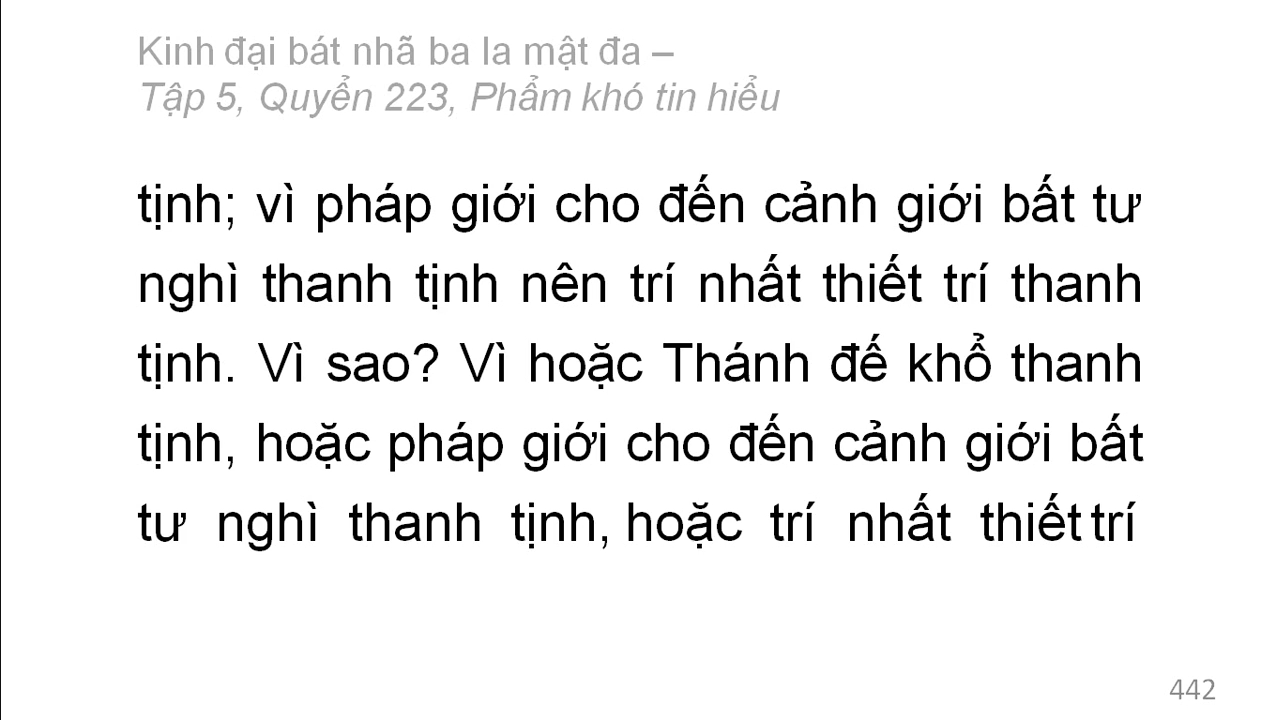 Kinh đại bát nhã ba la mật đa –
Tập 5, Quyển 223, Phẩm khó tin hiểu
tịnh; vì pháp giới cho đến cảnh giới bất tư
nghì thanh tịnh nên trí nhất thiết trí thanh
tịnh. Vì sao? Vì hoặc Thánh đế khổ thanh
tịnh, hoặc pháp giới cho đến cảnh giới bất
tư nghì thanh tịnh, hoặc trí nhất thiết trí
442